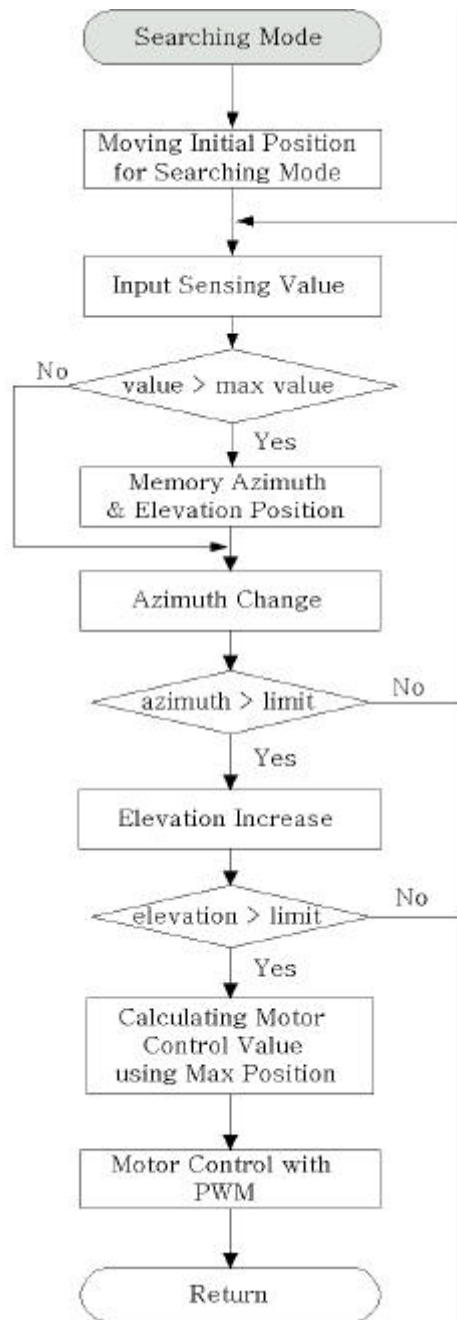 Searching Mode
Moving Initial Position
for Searching Mode
Input Sensing Value
No
value > max value
Yes
Memory Azimuth
& Elevation Position
Azimuth Change
azimuth > limit
No
Yes
Elevation Increase
elevation > limit
No
Yes
Calculating Motor
Control Value
using Max Position
Motor Control with
PWM
Return